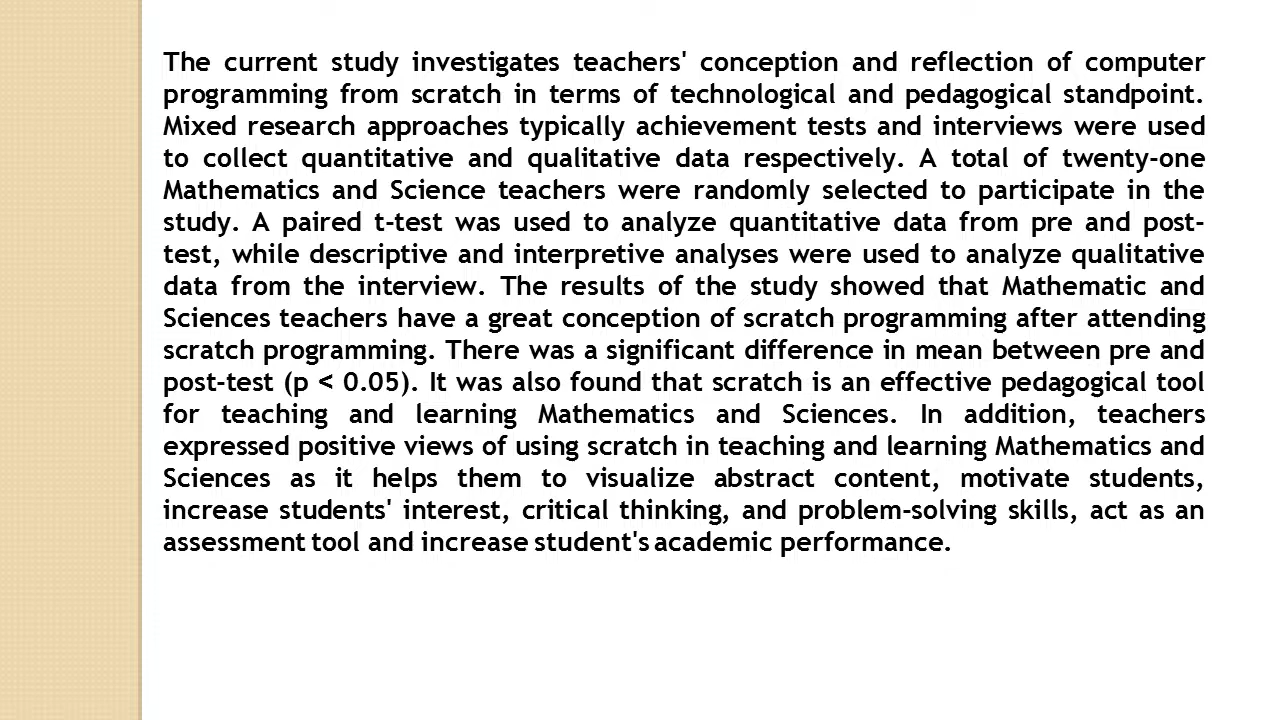 The current study investigates teachers' conception and reflection of computer
programming from scratch in terms of technological and pedagogical standpoint.
Mixed research approaches typically achievement tests and interviews were used
to collect quantitative and qualitative data respectively. A total of twenty-one
Mathematics and Science teachers were randomly selected to participate in the
study. A paired t-test was used to analyze quantitative data from pre and post-
test, while descriptive and interpretive analyses were used to analyze qualitative
data from the interview. The results of the study showed that Mathematic and
Sciences teachers have a great conception of scratch programming after attending
scratch programming. There was a significant difference in mean between pre and
post-test (p < 0.05). It was also found that scratch is an effective pedagogical tool
for teaching and learning Mathematics and Sciences. In addition, teachers
expressed positive views of using scratch in teaching and learning Mathematics and
Sciences as it helps them to visualize abstract content, motivate students,
increase students' interest, critical thinking, and problem-solving skills, act as an
assessment tool and increase student's academic performance.